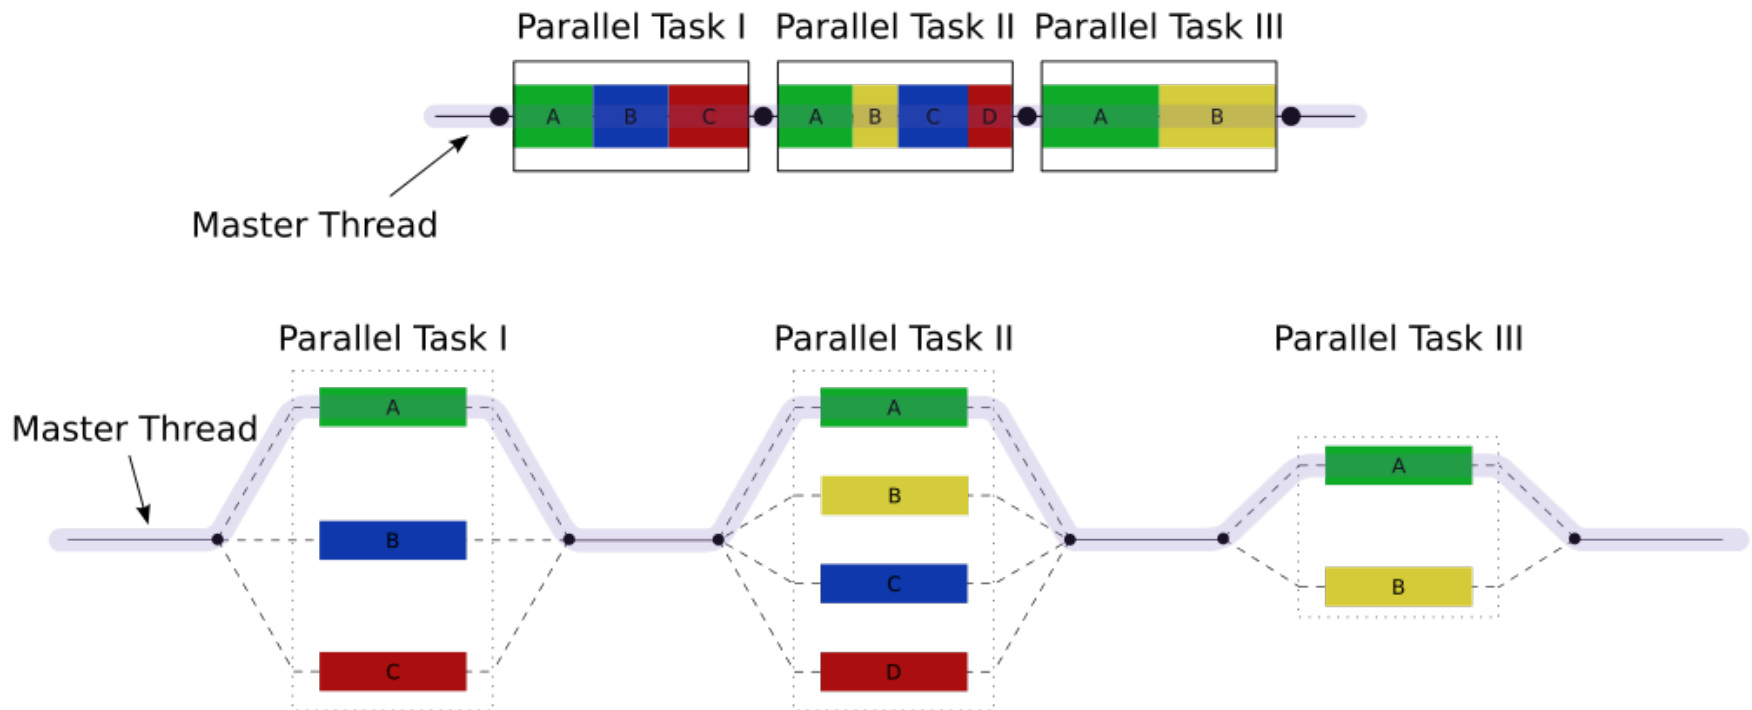 Parallel Task I Parallel Task II Parallel Task III
A B C A B C D A B
Master Thread
Parallel Task I Parallel Task II Parallel Task III
A A
Master Thread
A
B
B
C B
C D